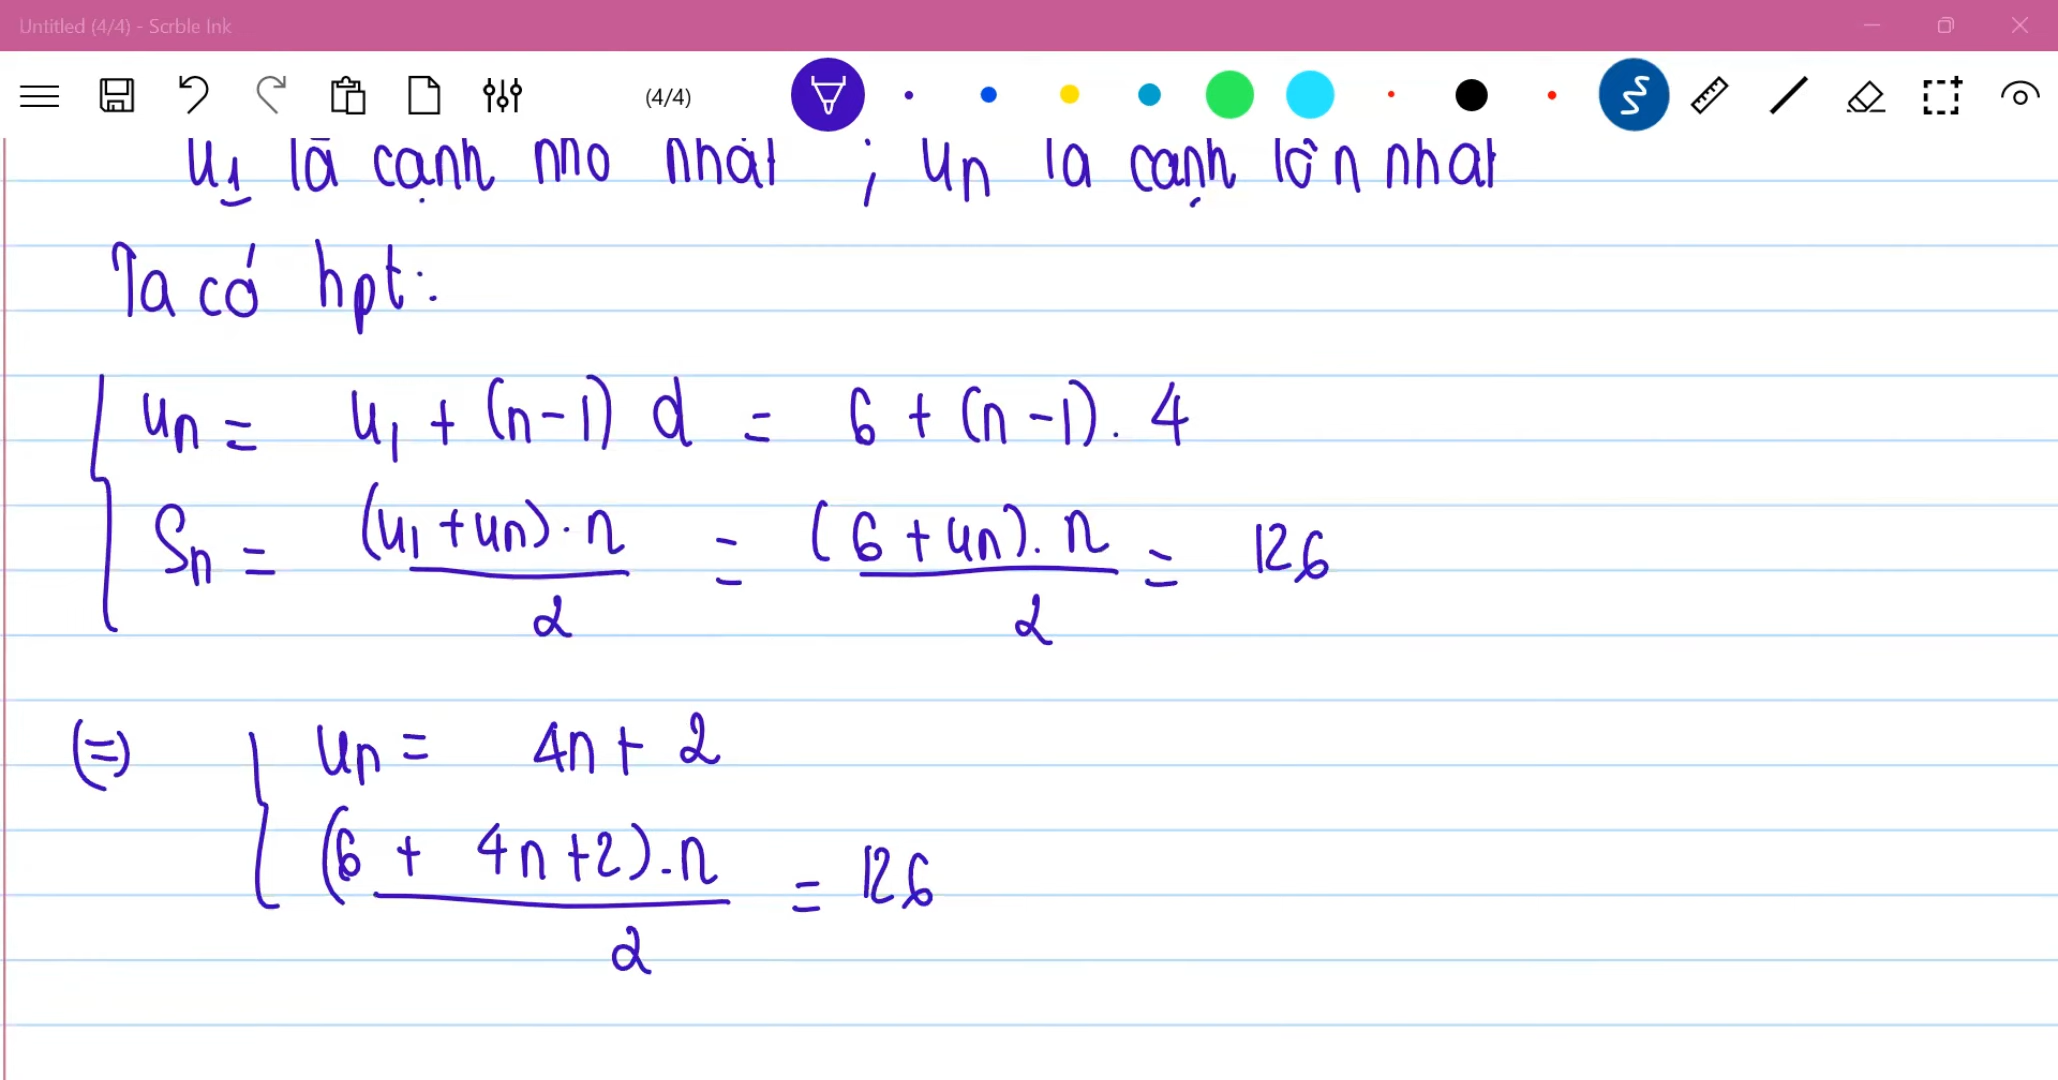 Untitled (4/4) - Scrble Ink
(4/4)
u₁ là cạnh nhỏ nhất ; un là cạnh lớn nhất
Ta có hpt:
un = u₁ + (n-1) d = 6 + (n-1). 4
Sn = (u₁ + un) . n / 2 = (6 + un) . n / 2 = 126
(=) un = 4n + 2
(6 + 4n + 2) . n / 2 = 126